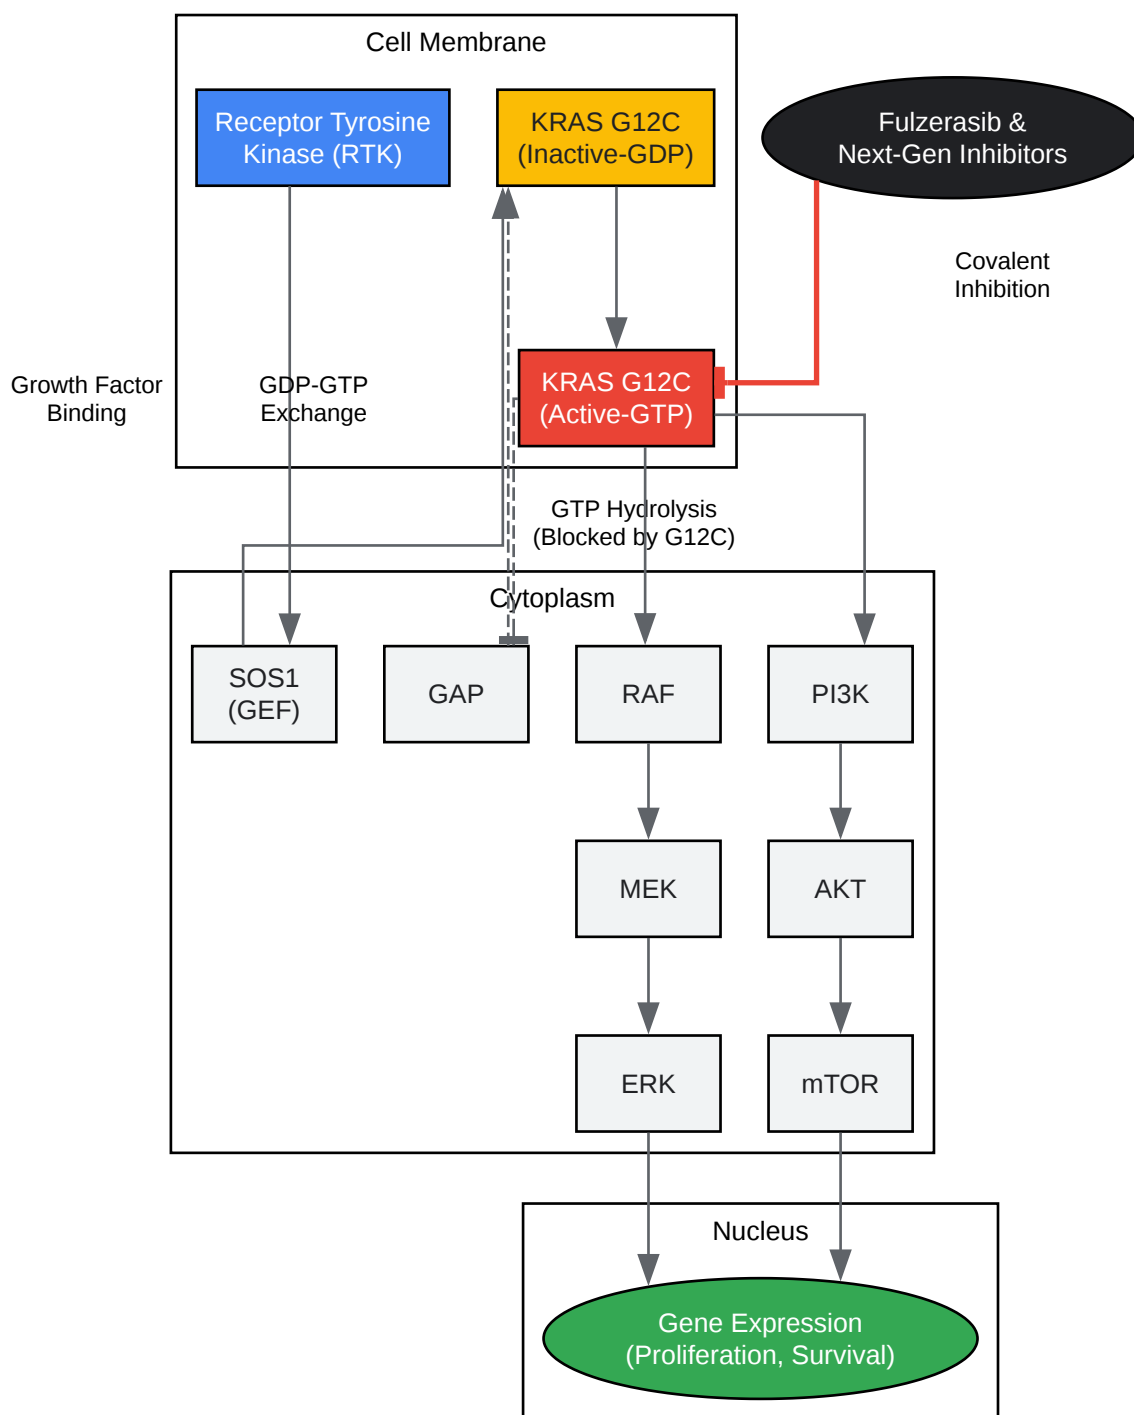 Cell Membrane
Receptor Tyrosine
Kinase (RTK)
KRAS G12C
(Inactive-GDP)
Fulzerasib &
Next-Gen Inhibitors
Covalent
Inhibition
Growth Factor
Binding
GDP-GTP
Exchange
KRAS G12C
(Active-GTP)
GTP Hydrolysis
(Blocked by G12C)
Cytoplasm
SOS1
(GEF)
GAP
RAF
PI3K
MEK
AKT
ERK
mTOR
Nucleus
Gene Expression
(Proliferation, Survival)